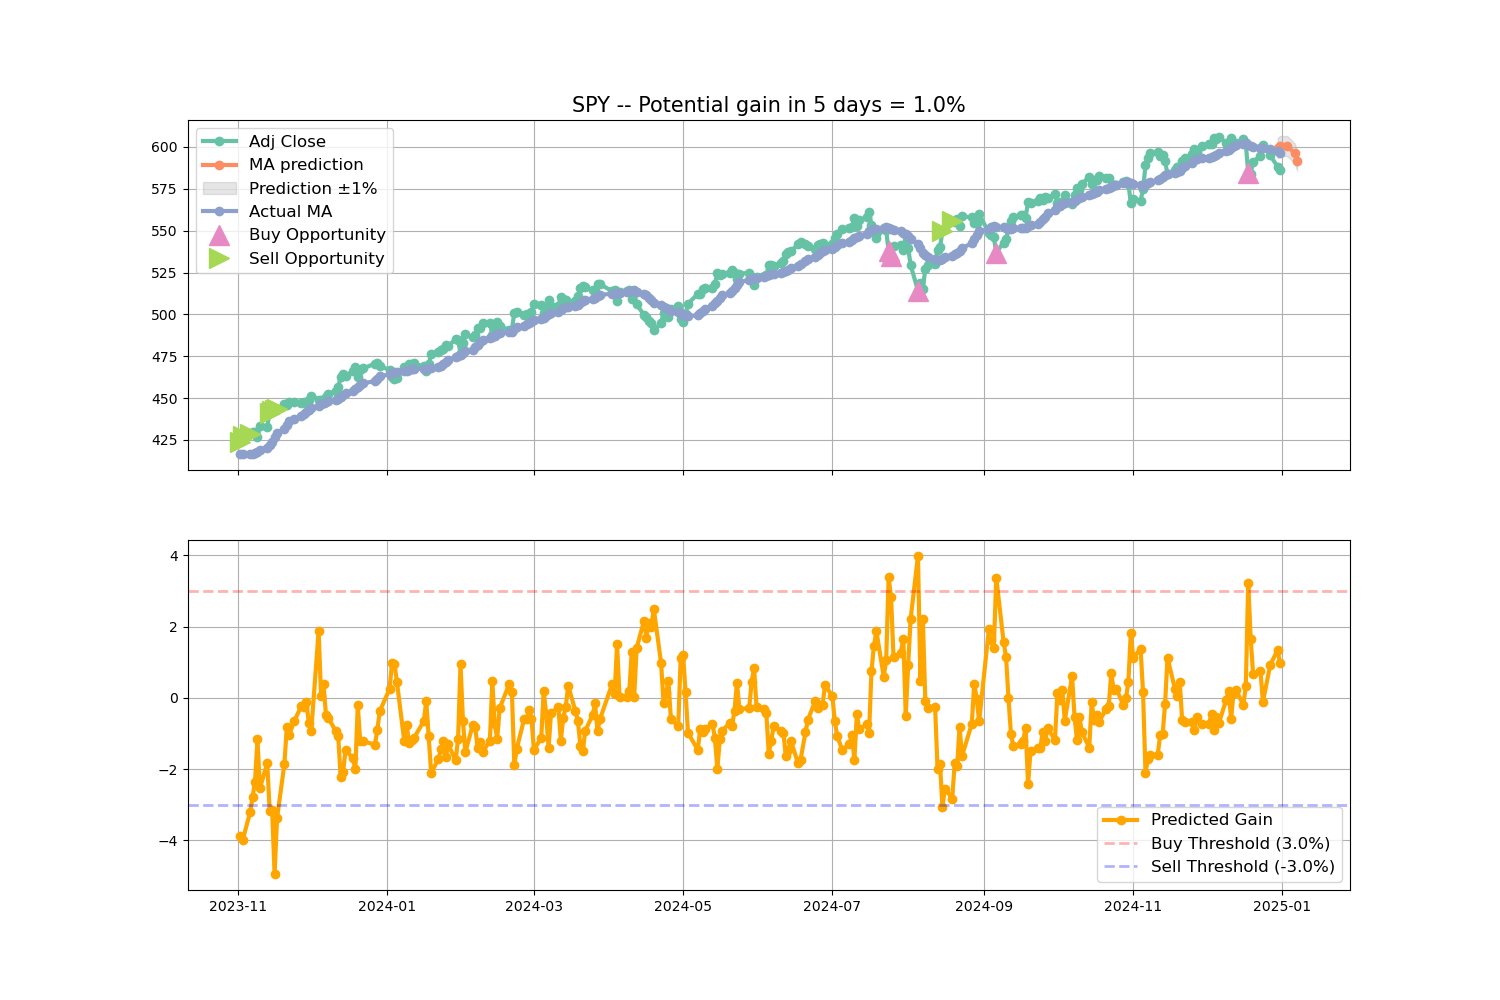 SPY -- Potential gain in 5 days = 1.0%
600
575
550
525
500
475
450
425
Adj Close
MA prediction
Prediction ±1%
Actual MA
Buy Opportunity
Sell Opportunity
4
2
0
−2
−4
Predicted Gain
Buy Threshold (3.0%)
Sell Threshold (-3.0%)
2023-11 2024-01 2024-03 2024-05 2024-07 2024-09 2024-11 2025-01